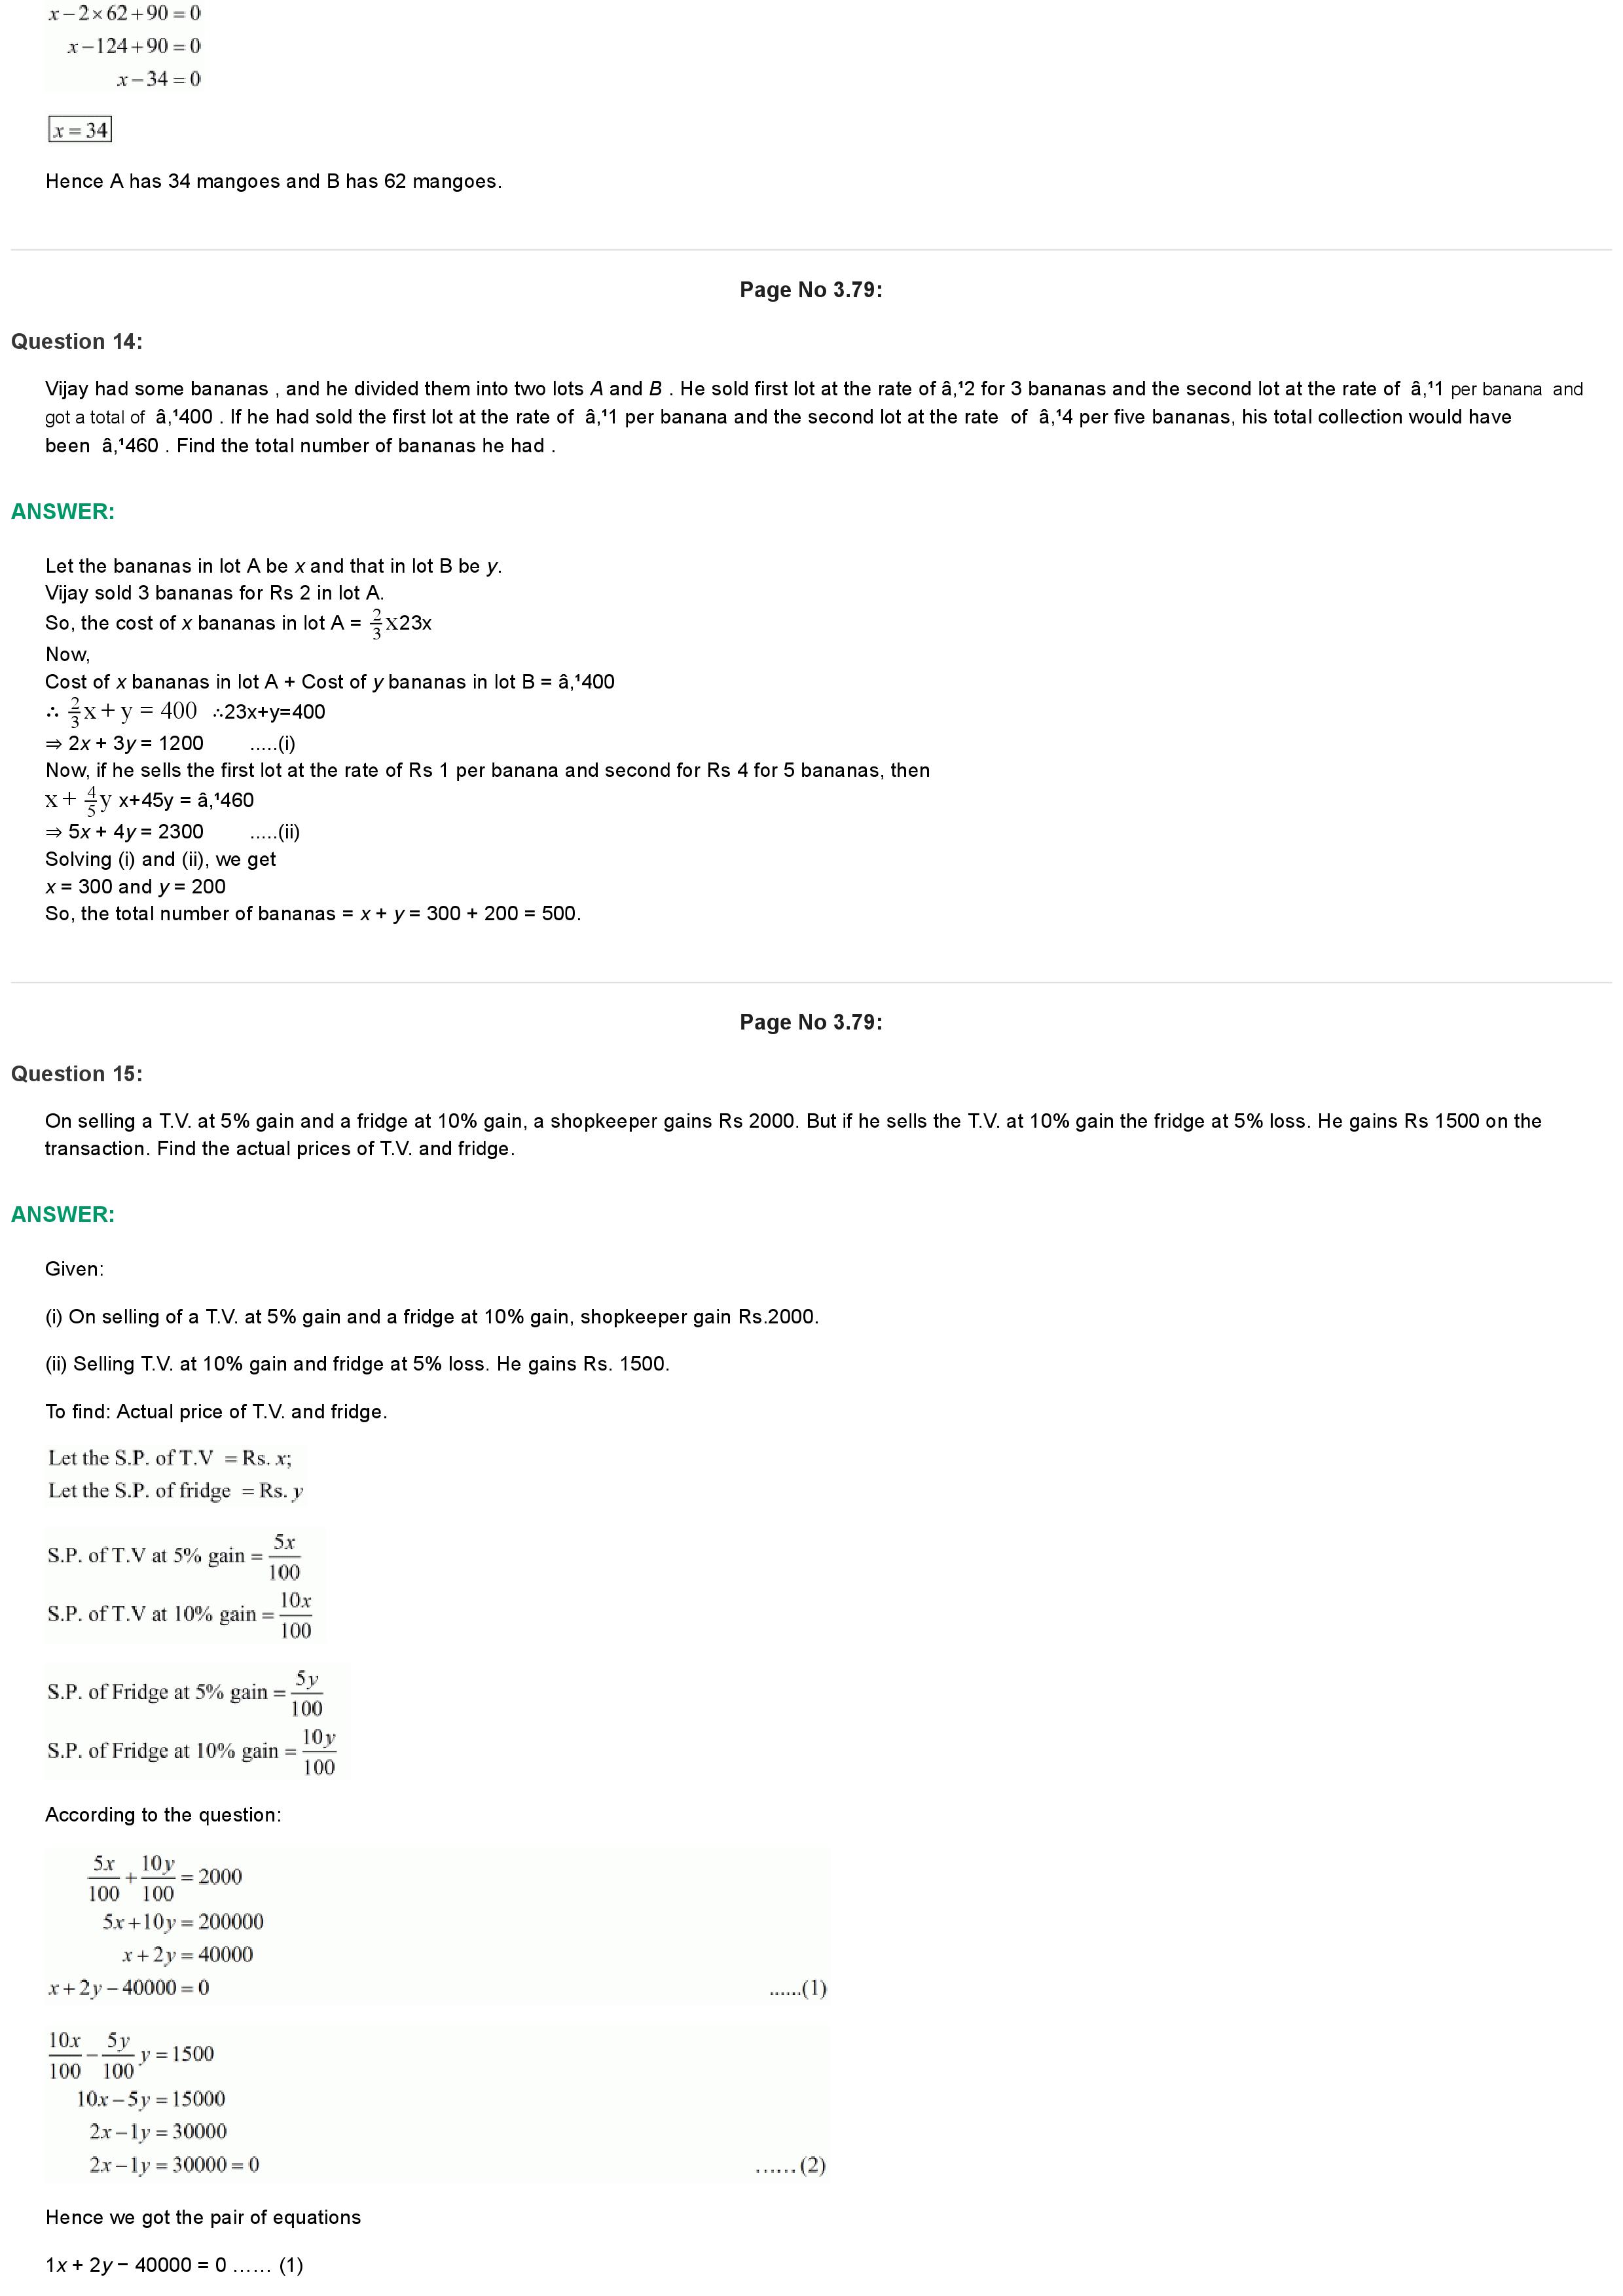 x−2×62+90=0
x−124+90=0
x−34=0
x=34
Hence A has 34 mangoes and B has 62 mangoes.
Page No 3.79:
Question 14:
Vijay had some bananas , and he divided them into two lots A and B . He sold first lot at the rate of â‚¹2 for 3 bananas and the second lot at the rate of â‚¹1 per banana and
got a total of â‚¹400 . If he had sold the first lot at the rate of â‚¹1 per banana and the second lot at the rate of â‚¹4 per five bananas, his total collection would have
been â‚¹460 . Find the total number of bananas he had .
ANSWER:
Let the bananas in lot A be x and that in lot B be y.
Vijay sold 3 bananas for Rs 2 in lot A.
So, the cost of x bananas in lot A = 2/3x23x
Now,
Cost of x bananas in lot A + Cost of y bananas in lot B = â‚¹400
∴ 2/3x+y = 400 ∴23x+y=400
⇒ 2x + 3y = 1200 .....(i)
Now, if he sells the first lot at the rate of Rs 1 per banana and second for Rs 4 for 5 bananas, then
x+ 4/5y x+45y = â‚¹460
⇒ 5x + 4y = 2300 .....(ii)
Solving (i) and (ii), we get
x = 300 and y = 200
So, the total number of bananas = x + y = 300 + 200 = 500.
Page No 3.79:
Question 15:
On selling a T.V. at 5% gain and a fridge at 10% gain, a shopkeeper gains Rs 2000. But if he sells the T.V. at 10% gain the fridge at 5% loss. He gains Rs 1500 on the
transaction. Find the actual prices of T.V. and fridge.
ANSWER:
Given:
(i) On selling of a T.V. at 5% gain and a fridge at 10% gain, shopkeeper gain Rs.2000.
(ii) Selling T.V. at 10% gain and fridge at 5% loss. He gains Rs. 1500.
To find: Actual price of T.V. and fridge.
Let the S.P. of T.V = Rs. x;
Let the S.P. of fridge = Rs. y
S.P. of T.V at 5% gain = 5x/100
S.P. of T.V at 10% gain = 10x/100
S.P. of Fridge at 5% gain = 5y/100
S.P. of Fridge at 10% gain = 10y/100
According to the question:
5x/100 + 10y/100 = 2000
5x+10y = 200000
x+2y = 40000
x+2y−40000 = 0 ......(1)
10x/100 − 5y/100 y = 1500
10x−5y = 15000
2x−1y = 30000
2x−1y = 30000 = 0 ......(2)
Hence we got the pair of equations
1x + 2y − 40000 = 0 …… (1)